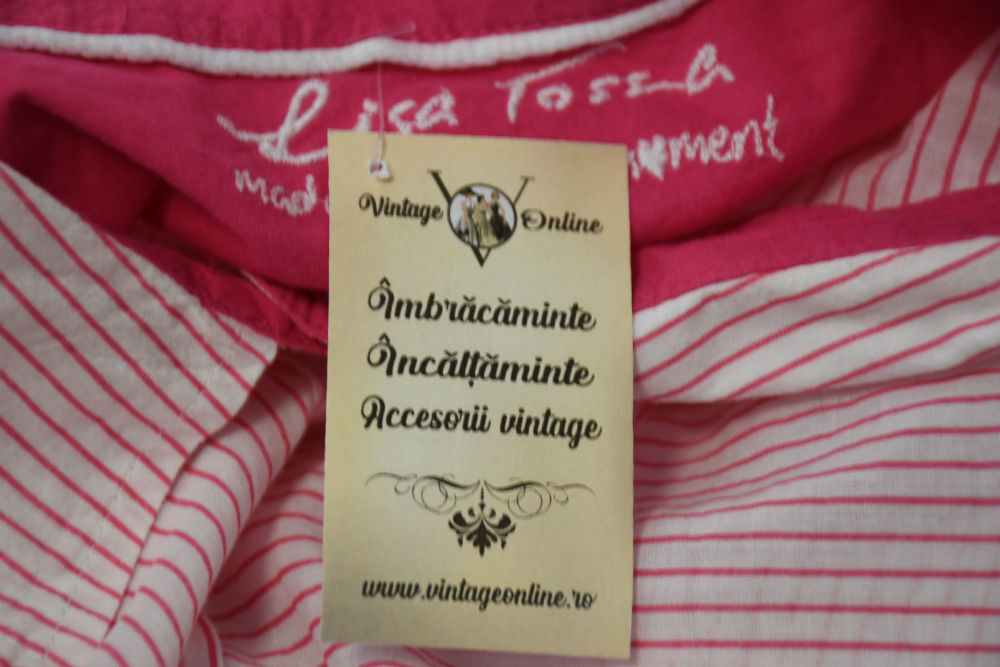 Lisa Tossa
Vintage Online
Îmbrăcăminte
Încălțăminte
Accesorii vintage
www.vintageonline.ro